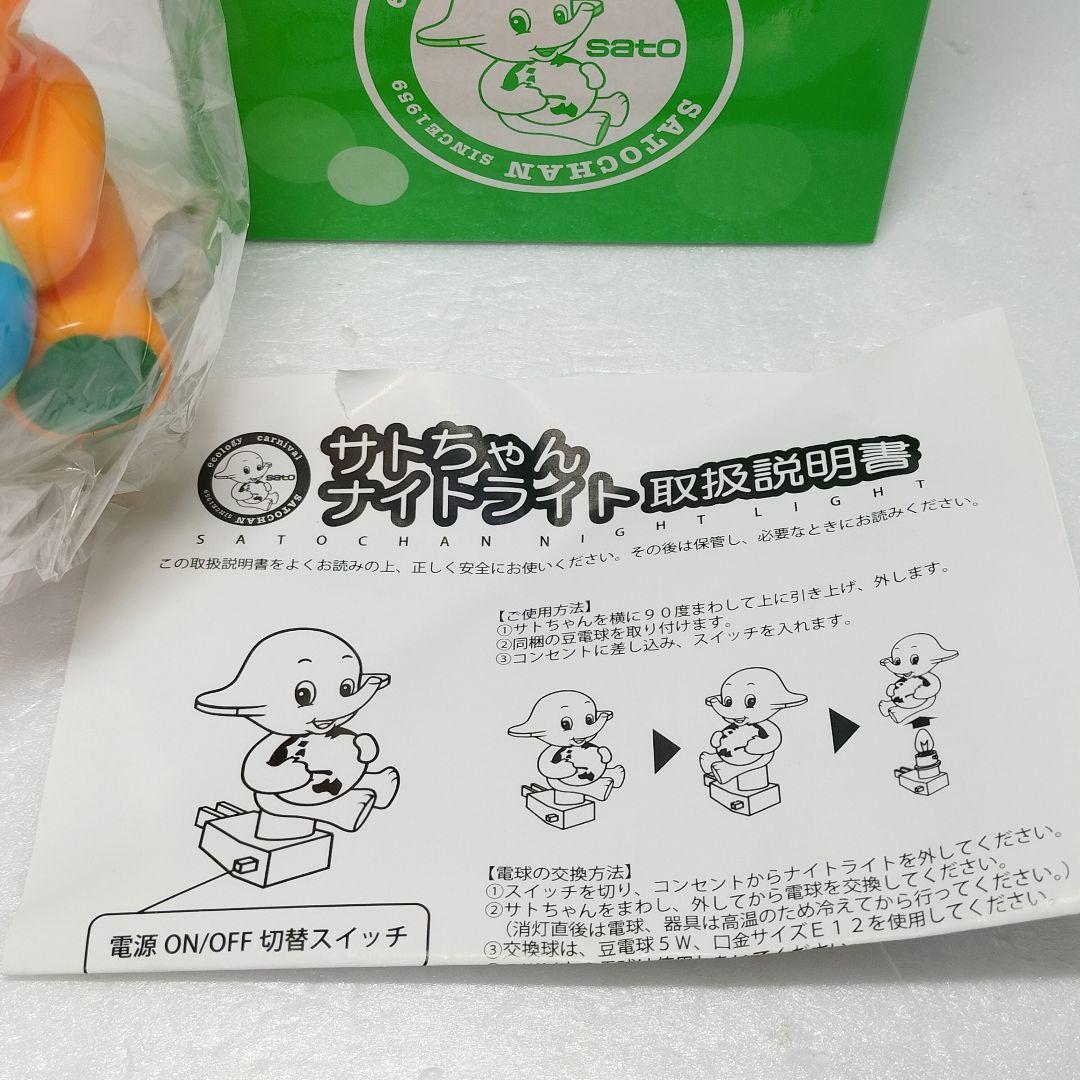 sato
SATOCHAN SINCE1959
ecology carnival
sato
SATOCHAN SINCE1959
サトちゃん
ナイトライト取扱説明書
SATOCHAN NIGHT LIGHT
この取扱説明書をよくお読みの上、正しく安全にお使いください。その後は保管し、必要なときにお読みください。
【ご使用方法】
①サトちゃんを横に９０度まわして上に引き上げ、外します。
②同梱の豆電球を取り付けます。
③コンセントに差し込み、スイッチを入れます。
【電球の交換方法】
①スイッチを切り、コンセントからナイトライトを外してください。
②サトちゃんをまわし、外してから電球を交換してください。
（消灯直後は電球、器具は高温のため冷えてから行ってください。）
③交換球は、豆電球５Ｗ、口金サイズＥ１２を使用してください。
電源 ON/OFF 切替スイッチ